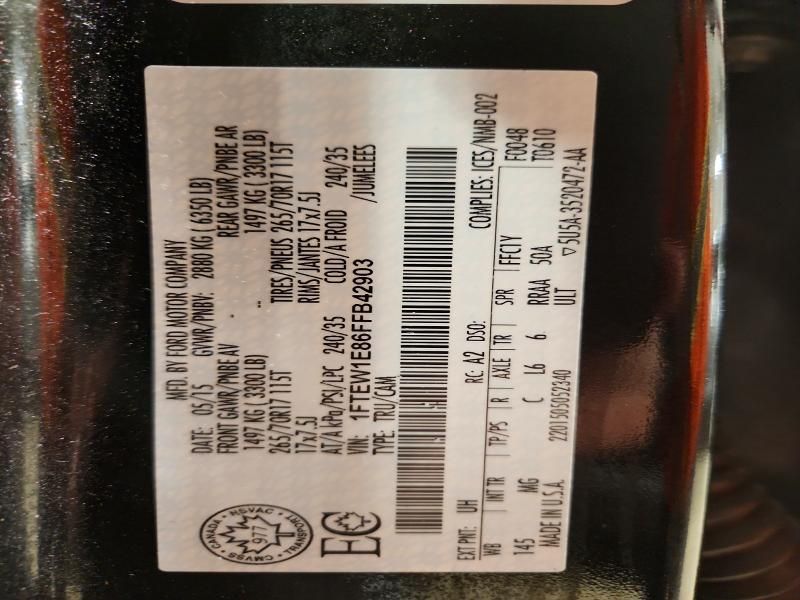 MFD. BY FORD MOTOR COMPANY
DATE: 05/15 GVWR/PNBV: 2880 KG ( 6350 LB)
FRONT GAWR/PNBE AV REAR GAWR/PNBE AR
1497 KG ( 3300 LB) 1497 KG ( 3300 LB)
265/70R17 115T TIRES/PNEUS 265/70R17 115T
17x7.5J RIMS/JANTES 17x7.5J
AT/A kPa/PSI/LPC 240/35 COLD/A FROID 240/35
VIN: 1FTEW1E86FFB42903 /JUMELEES
TYPE: TRU/CAM
CANADA · NSVAC
977
CMVSS · TRANSPORT
EC
EXT PNT: UH RC: A2 DSO: COMPLIES: ICES/NMB-002
WB INT TR TP/PS R AXLE TR SPR FFC1Y F0048
145 MG C L6 6 RRAA 50A T0610
MADE IN U.S.A. 2201505052340 ULT ▽5U5A-3520472-AA